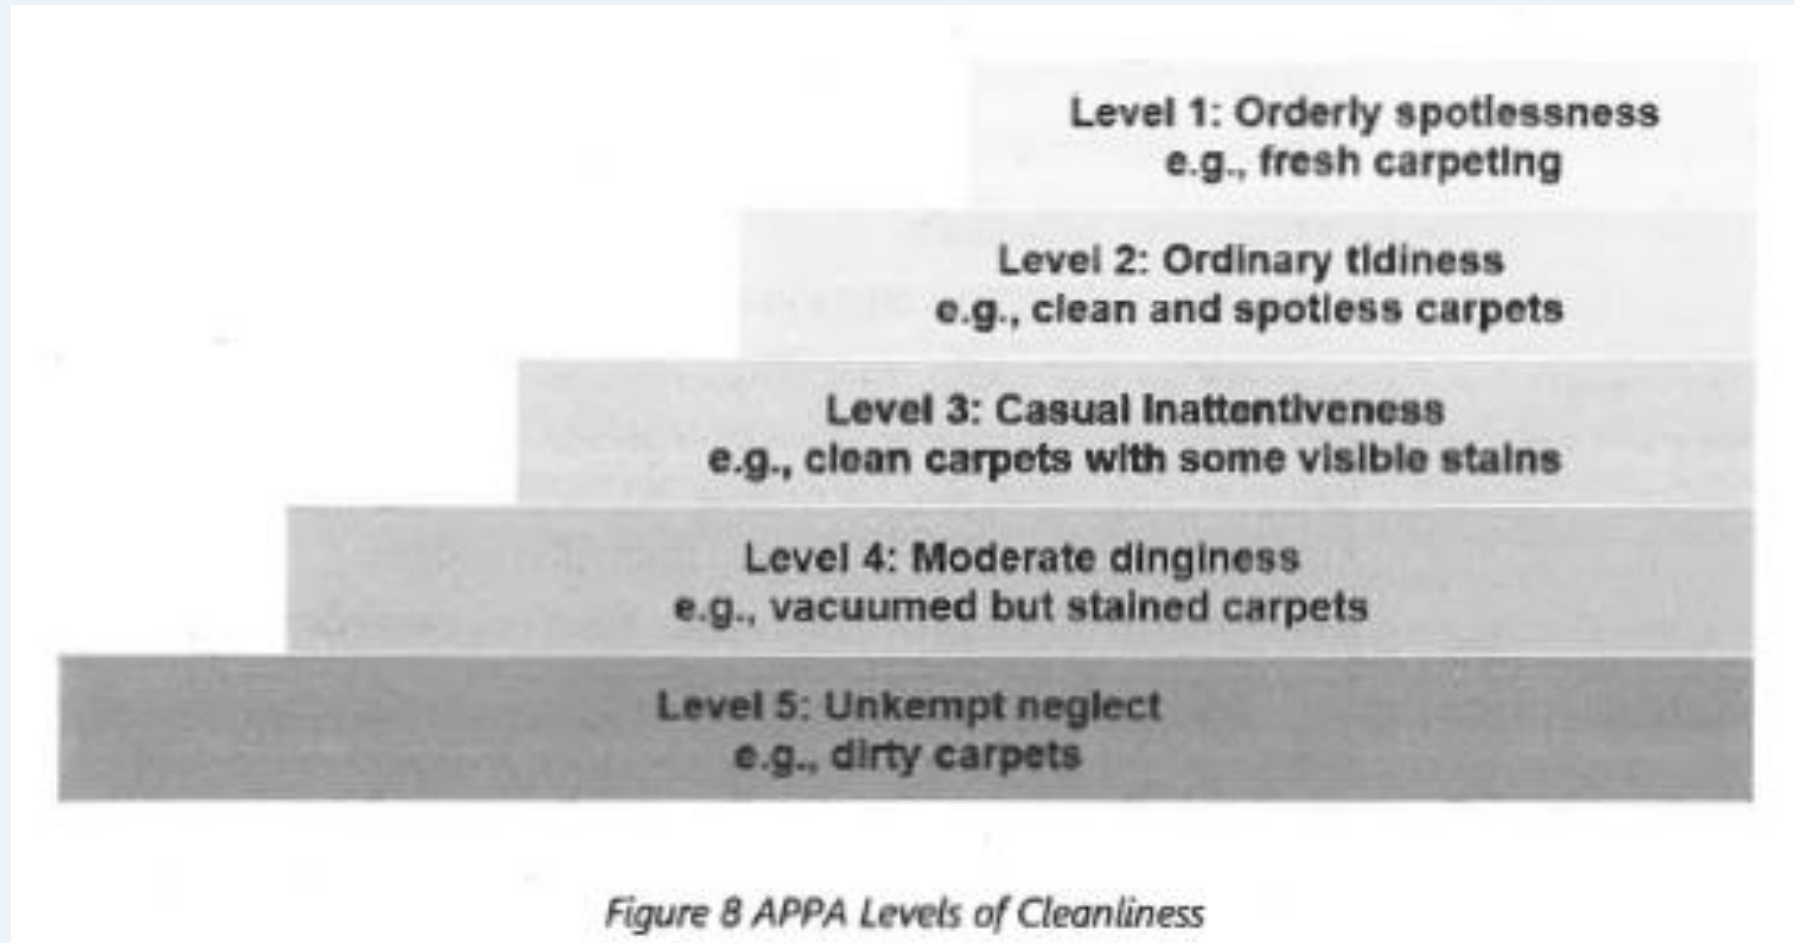 Level 1: Orderly spotlessness
e.g., fresh carpeting
Level 2: Ordinary tidiness
e.g., clean and spotless carpets
Level 3: Casual Inattentiveness
e.g., clean carpets with some visible stains
Level 4: Moderate dinginess
e.g., vacuumed but stained carpets
Level 5: Unkempt neglect
e.g., dirty carpets
Figure 8 APPA Levels of Cleanliness